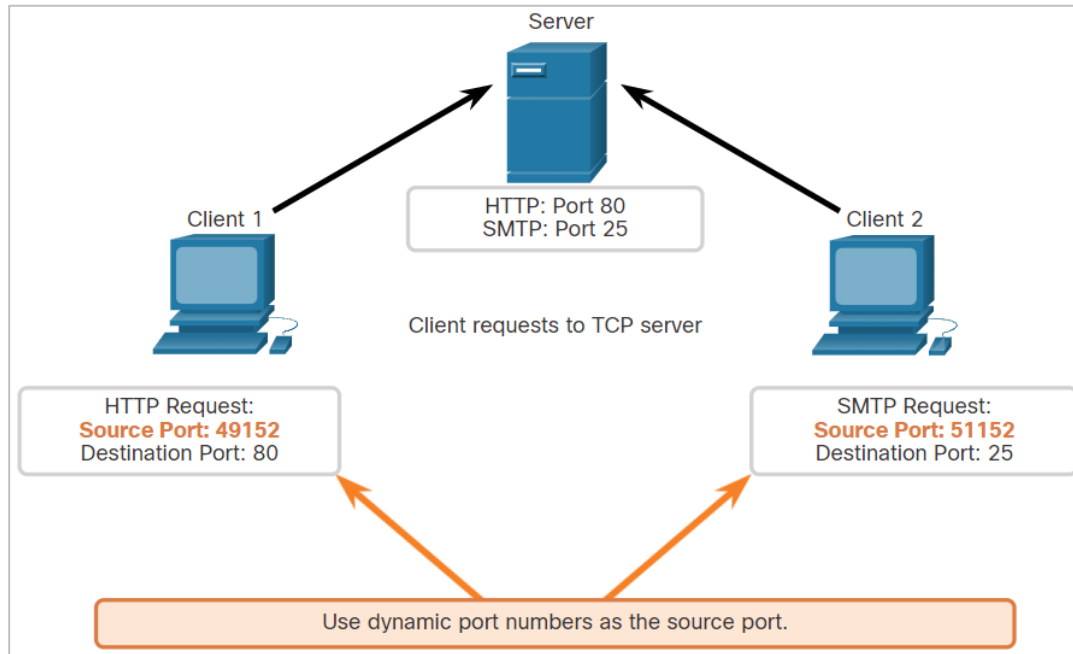 Server
HTTP: Port 80
SMTP: Port 25
Client 1
Client 2
Client requests to TCP server
HTTP Request:
Source Port: 49152
Destination Port: 80
SMTP Request:
Source Port: 51152
Destination Port: 25
Use dynamic port numbers as the source port.